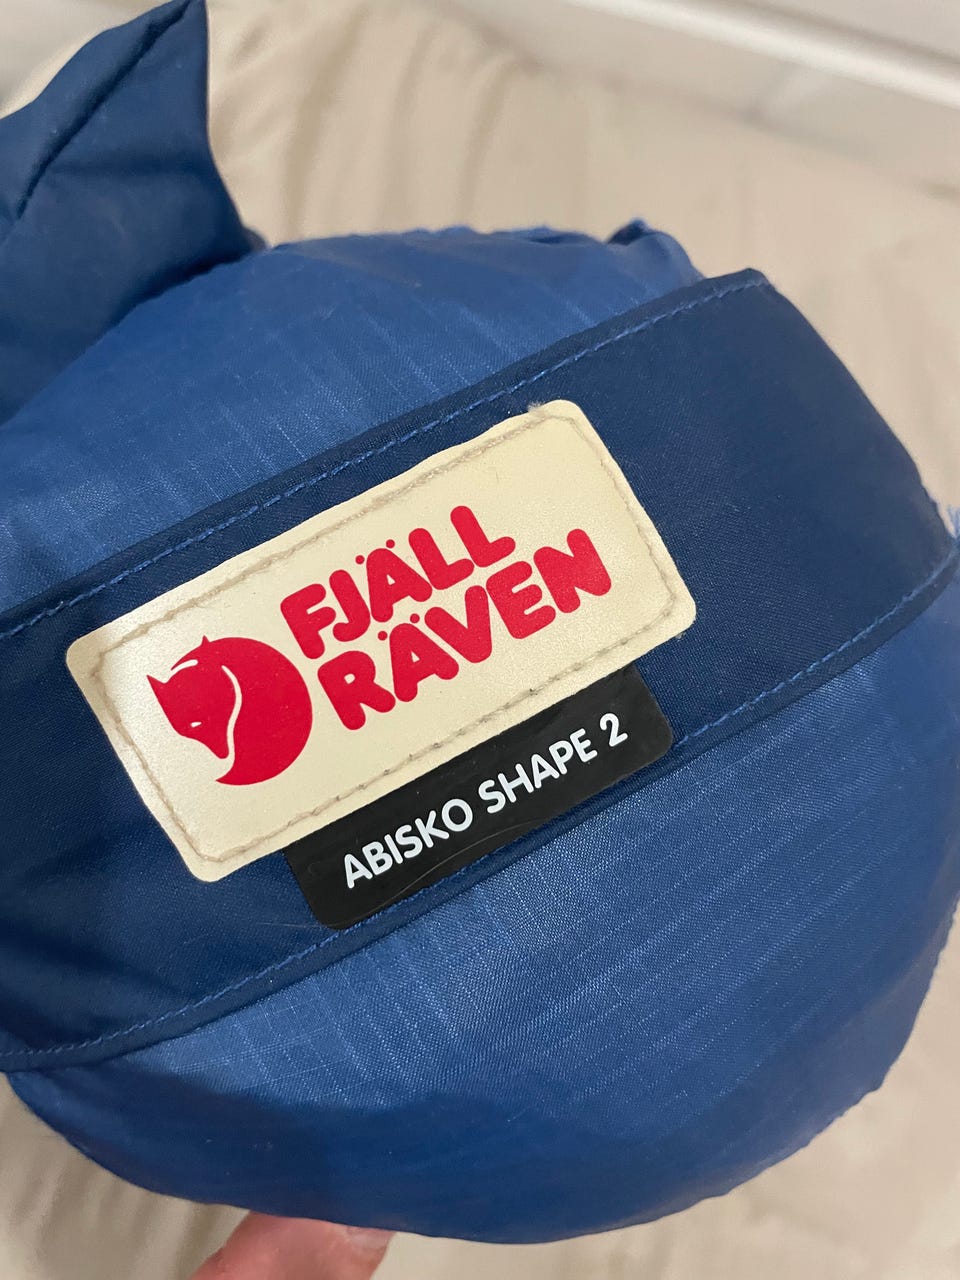 FJÄLL
RÄVEN
ABISKO SHAPE 2